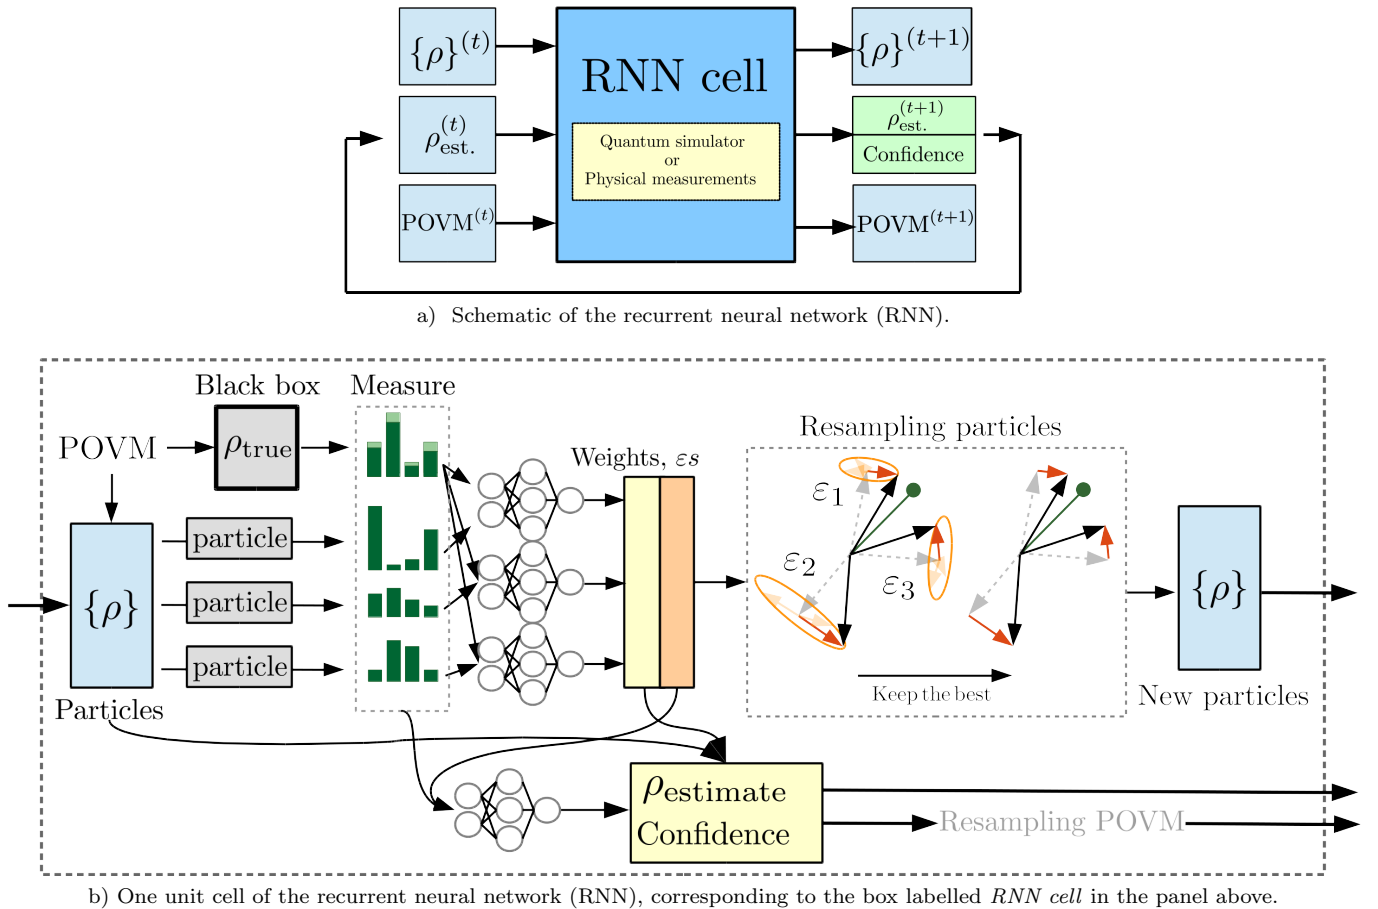 {ρ}^(t)
RNN cell
{ρ}^(t+1)
ρ_est.^(t)
Quantum simulator
or
Physical measurements
ρ_est.^(t+1)
Confidence
POVM^(t)
POVM^(t+1)
a) Schematic of the recurrent neural network (RNN).
Black box
Measure
POVM
ρ_true
Resampling particles
Weights, εs
ε_1
ε_2
ε_3
particle
particle
particle
{ρ}
{ρ}
Keep the best
Particles
New particles
ρ_estimate
Confidence
Resampling POVM
b) One unit cell of the recurrent neural network (RNN), corresponding to the box labelled RNN cell in the panel above.